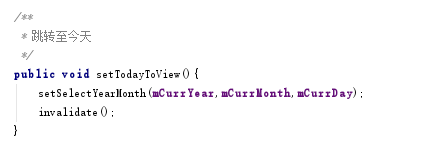 /**
 * 跳转至今天
 */
public void setTodayToView(){
    setSelectYearMonth(mCurrYear,mCurrMonth,mCurrDay);
    invalidate();
}